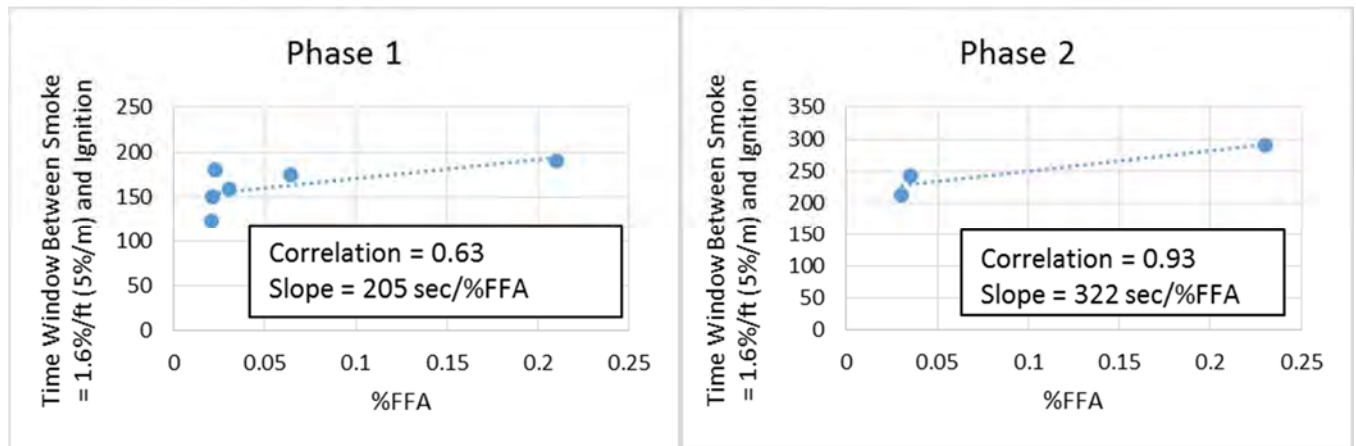 Phase 1
Time Window Between Smoke
= 1.6%/ft (5%/m) and Ignition
250
200
150
100
50
0
0
0.05
0.1
0.15
0.2
0.25
%FFA
Correlation = 0.63
Slope = 205 sec/%FFA
Phase 2
Time Window Between Smoke
= 1.6%/ft (5%/m) and Ignition
350
300
250
200
150
100
50
0
0
0.05
0.1
0.15
0.2
0.25
%FFA
Correlation = 0.93
Slope = 322 sec/%FFA